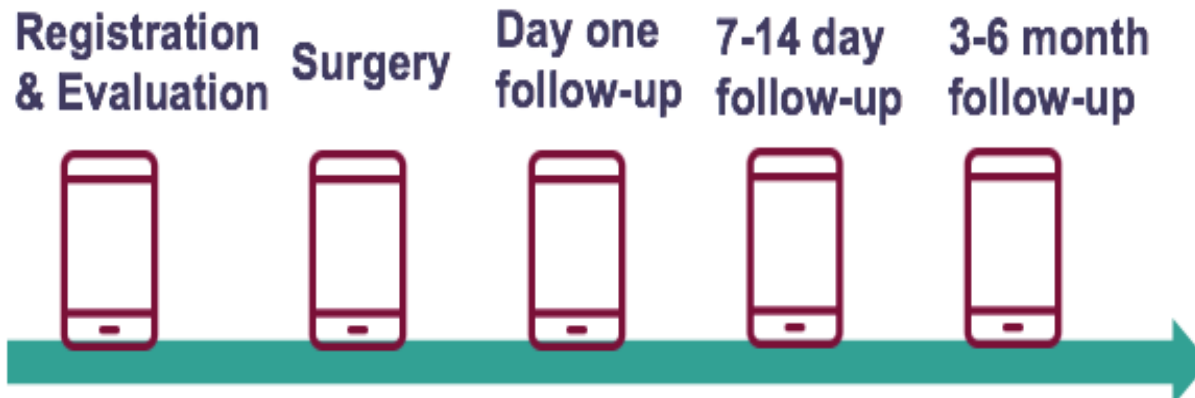 Registration
& Evaluation
Surgery
Day one
follow-up
7-14 day
follow-up
3-6 month
follow-up